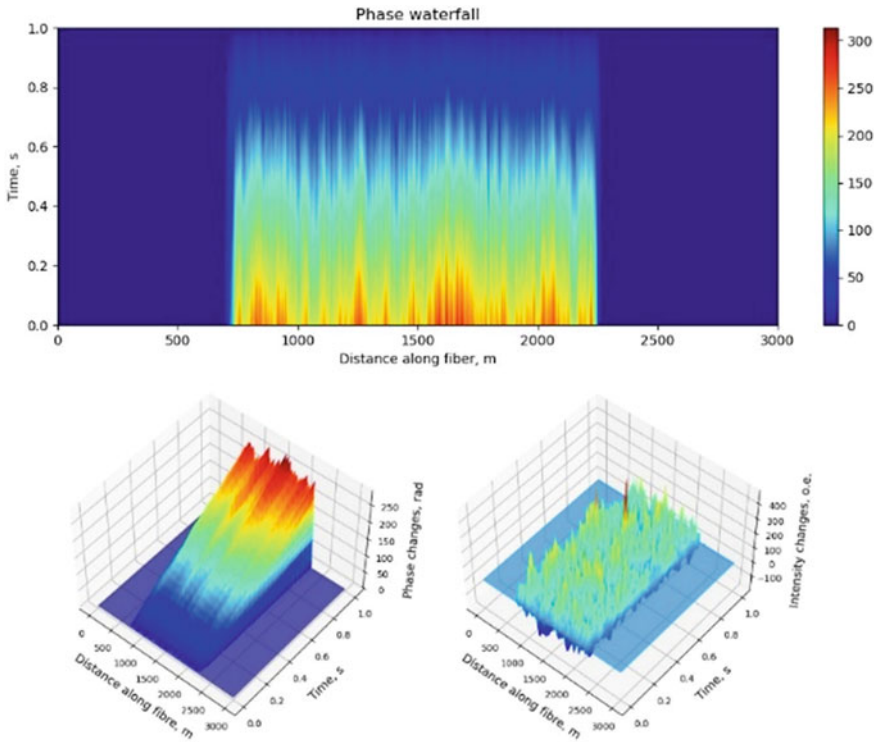 Phase waterfall
1.0
0.8
0.6
0.4
0.2
0.0
Time, s
0 500 1000 1500 2000 2500 3000
Distance along fiber, m
300
250
200
150
100
50
0
250
200
150
100
50
0
Phase changes, rad
0 500 1000 1500 2000 2500 3000
Distance along fibre, m
0.0 0.2 0.4 0.6 0.8 1.0
Time, s
400
300
200
100
0
−100
Intensity changes, o.e.
0 500 1000 1500 2000 2500 3000
Distance along fibre, m
0.0 0.2 0.4 0.6 0.8 1.0
Time, s